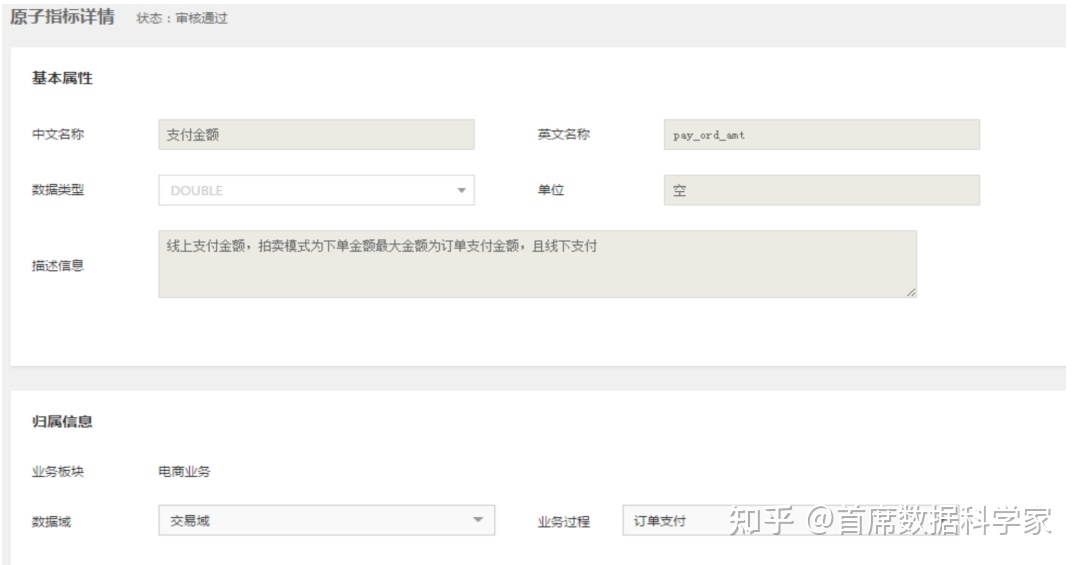 原子指标详情 状态：审核通过
基本属性
中文名称 支付金额 英文名称 pay_ord_amt
数据类型 DOUBLE 单位 空
描述信息 线上支付金额，拍卖模式为下单金额最大金额为订单支付金额，且线下支付
归属信息
业务板块 电商业务
数据域 交易域 业务过程 订单支付
知乎 @首席数据科学家